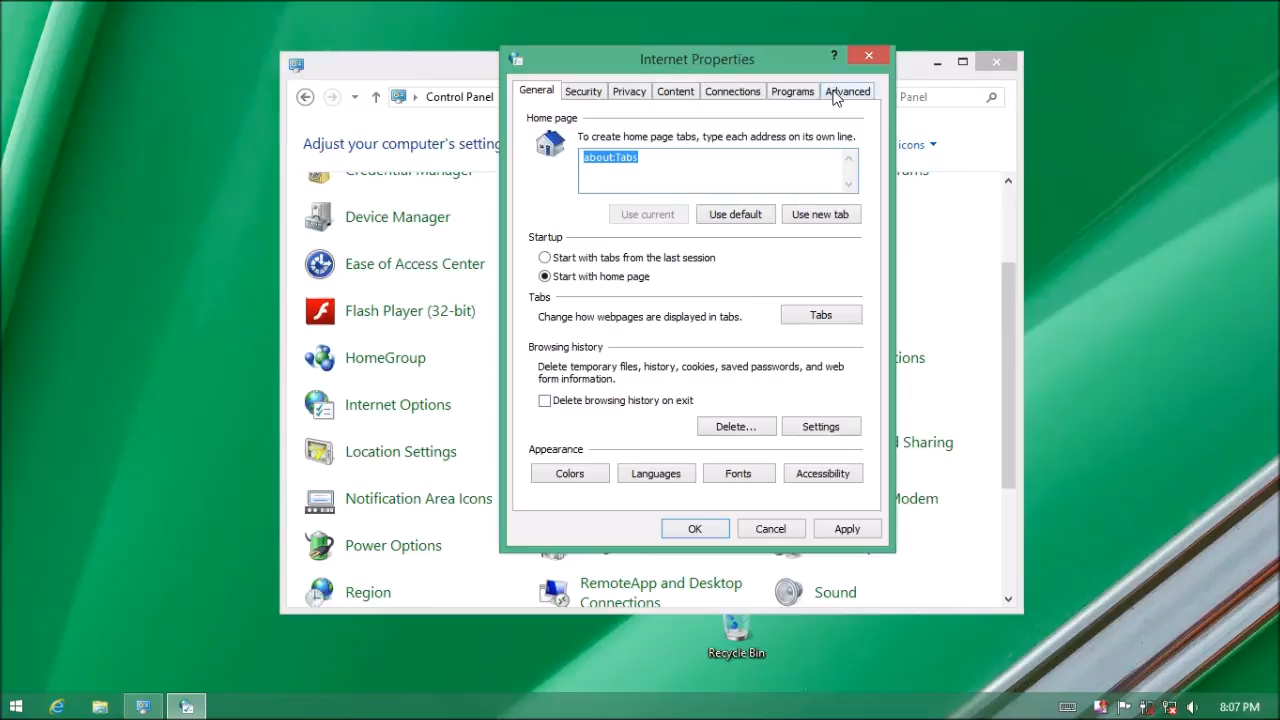 Internet Properties
?
Control Panel
Panel
General
Security
Privacy
Content
Connections
Programs
Advanced
Adjust your computer's setting
icons
Home page
To create home page tabs, type each address on its own line.
about:Tabs
Use current
Use default
Use new tab
Startup
Start with tabs from the last session
Start with home page
Tabs
Change how webpages are displayed in tabs.
Tabs
Browsing history
Delete temporary files, history, cookies, saved passwords, and web
form information.
Delete browsing history on exit
Delete...
Settings
Appearance
Colors
Languages
Fonts
Accessibility
OK
Cancel
Apply
Credential Manager
Device Manager
Ease of Access Center
Flash Player (32-bit)
HomeGroup
Internet Options
Location Settings
Notification Area Icons
Power Options
Region
RemoteApp and Desktop
Connections
Sound
d Sharing
Modem
Recycle Bin
8:07 PM